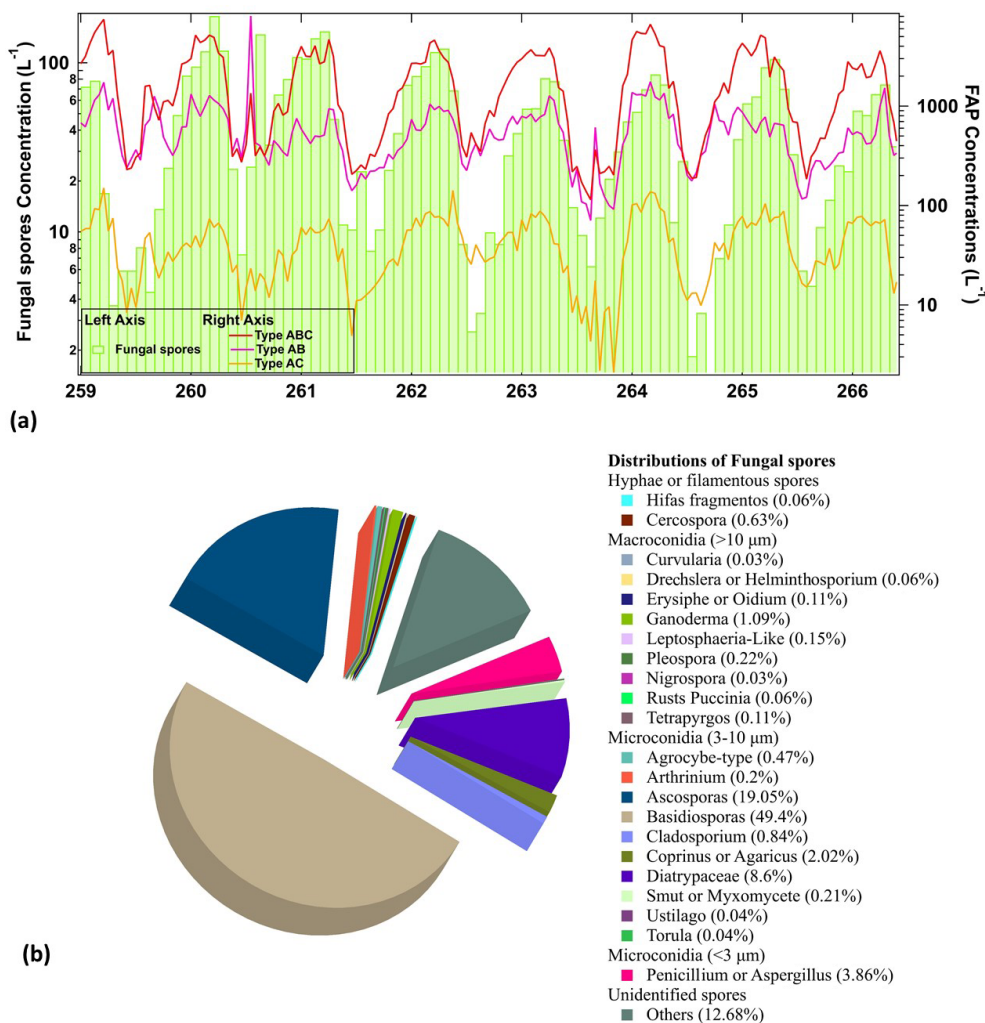 Fungal spores Concentration (L⁻¹)
100
8
6
4
2
10
8
6
4
2
1000
100
10
FAP Concentrations (L⁻¹)
Left Axis
Right Axis
Fungal spores
Type ABC
Type AB
Type AC
259 260 261 262 263 264 265 266
(a)
Distributions of Fungal spores
Hyphae or filamentous spores
Hifas fragmentos (0.06%)
Cercospora (0.63%)
Macroconidia (>10 μm)
Curvularia (0.03%)
Drechslera or Helminthosporium (0.06%)
Erysiphe or Oidium (0.11%)
Ganoderma (1.09%)
Leptosphaeria-Like (0.15%)
Pleospora (0.22%)
Nigrospora (0.03%)
Rusts Puccinia (0.06%)
Tetrapyrgos (0.11%)
Microconidia (3-10 μm)
Agrocybe-type (0.47%)
Arthrinium (0.2%)
Ascosporas (19.05%)
Basidiosporas (49.4%)
Cladosporium (0.84%)
Coprinus or Agaricus (2.02%)
Diatrypaceae (8.6%)
Smut or Myxomycete (0.21%)
Ustilago (0.04%)
Torula (0.04%)
Microconidia (<3 μm)
Penicillium or Aspergillus (3.86%)
Unidentified spores
Others (12.68%)
(b)